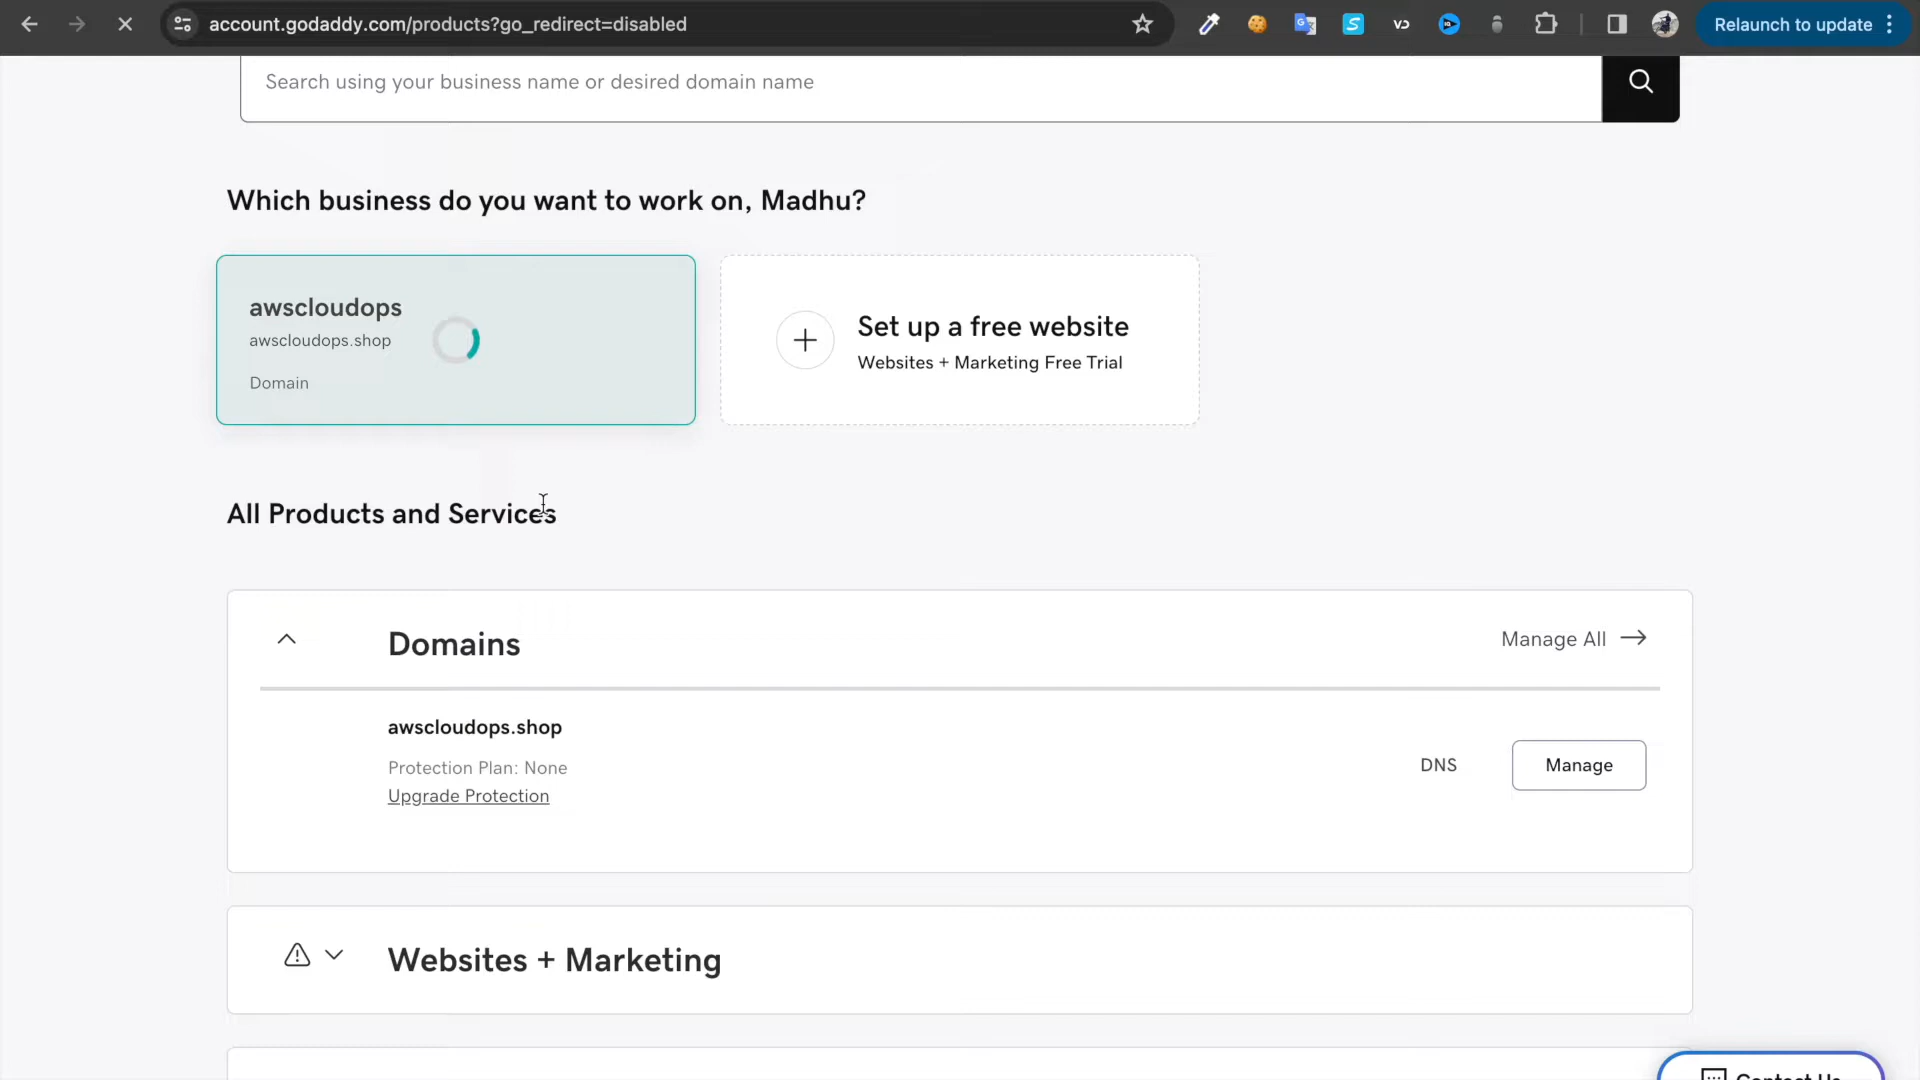 account.godaddy.com/products?go_redirect=disabled
Relaunch to update
Search using your business name or desired domain name
Which business do you want to work on, Madhu?
awscloudops
awscloudops.shop
Domain
Set up a free website
Websites + Marketing Free Trial
All Products and Services
Domains
Manage All
awscloudops.shop
Protection Plan: None
Upgrade Protection
DNS
Manage
Websites + Marketing
Contact Us